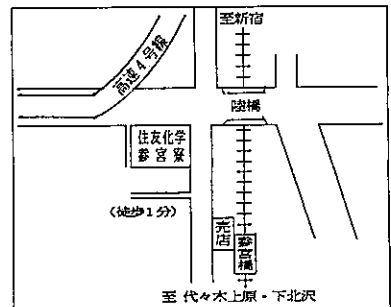 至新宿
高速4号線
陸橋
住友化学
参宮寮
(徒歩1分)
売店
参宮橋
至 代々木上原・下北沢